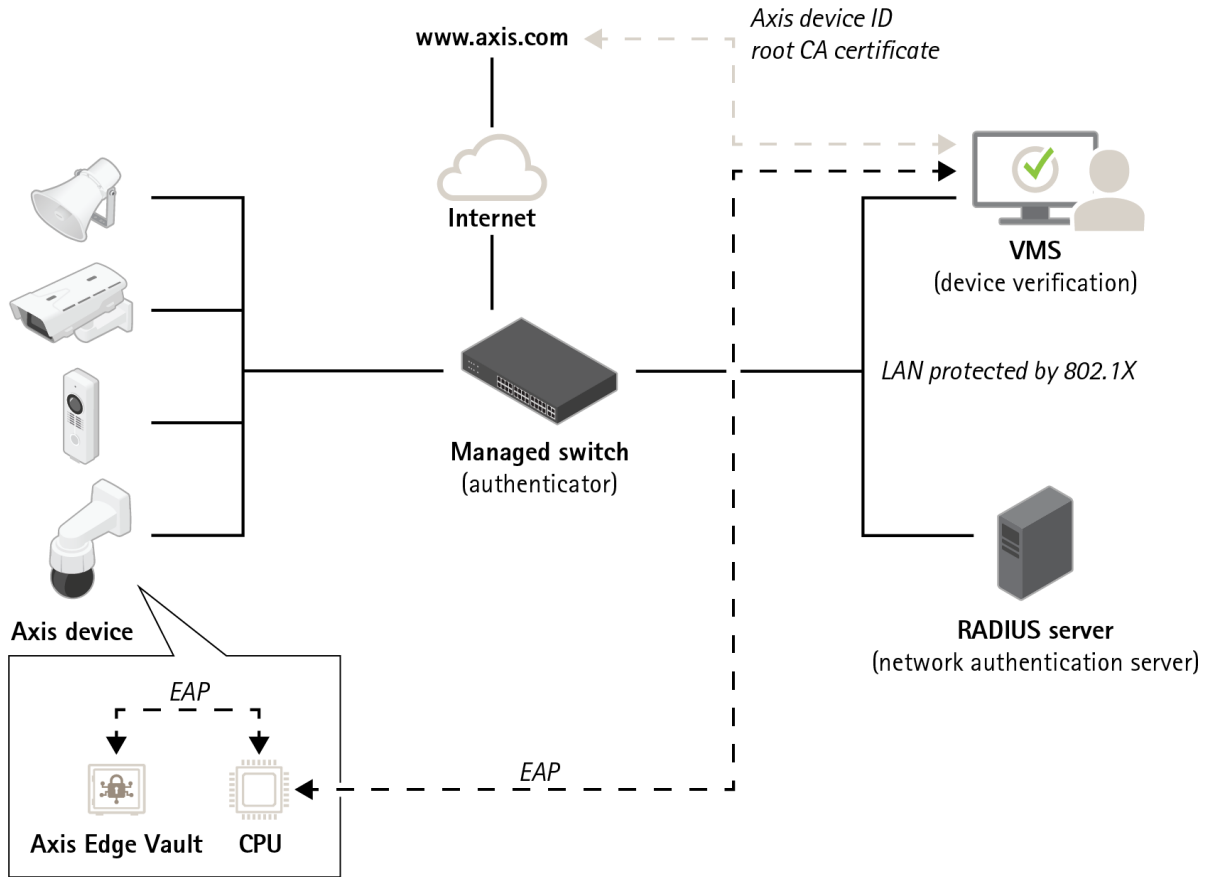 Axis device ID
root CA certificate
www.axis.com
Internet
VMS
(device verification)
LAN protected by 802.1X
Managed switch
(authenticator)
Axis device
RADIUS server
(network authentication server)
EAP
EAP
Axis Edge Vault
CPU